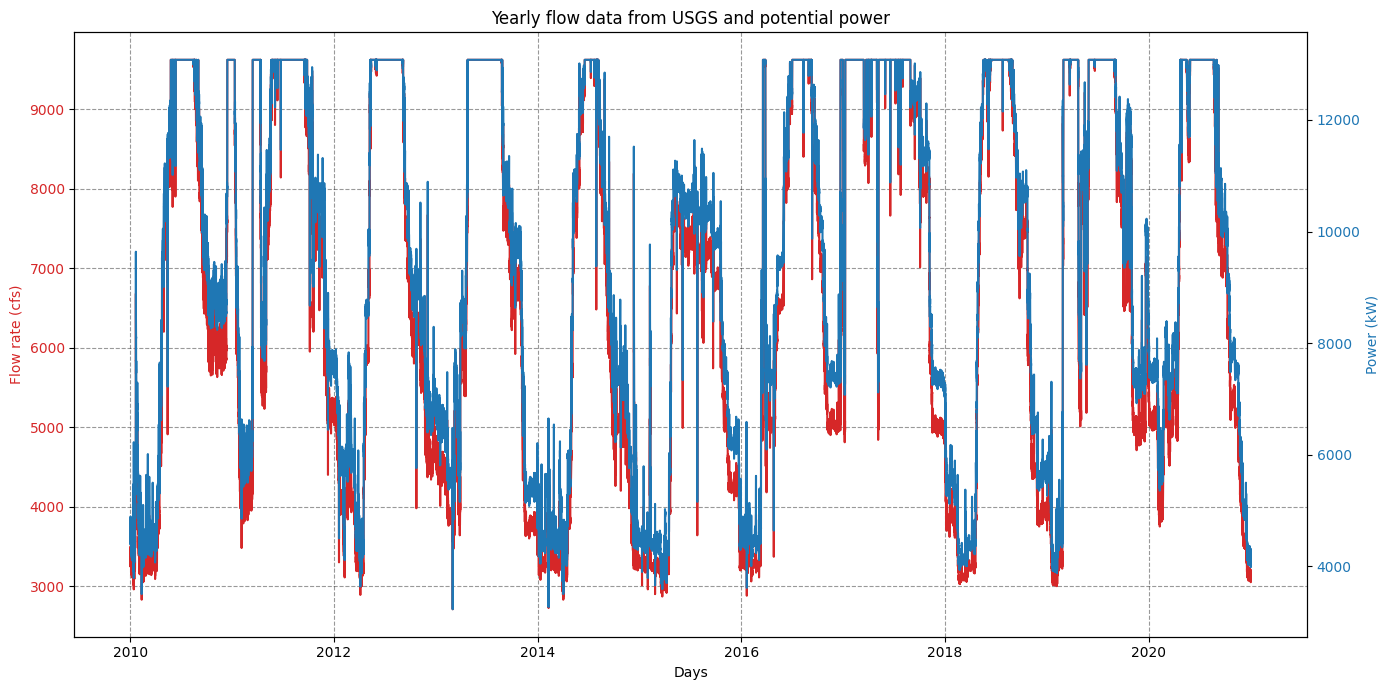 Yearly flow data from USGS and potential power
Flow rate (cfs)
9000
8000
7000
6000
5000
4000
3000
12000
10000
8000
6000
4000
Power (kW)
2010 2012 2014 2016 2018 2020
Days